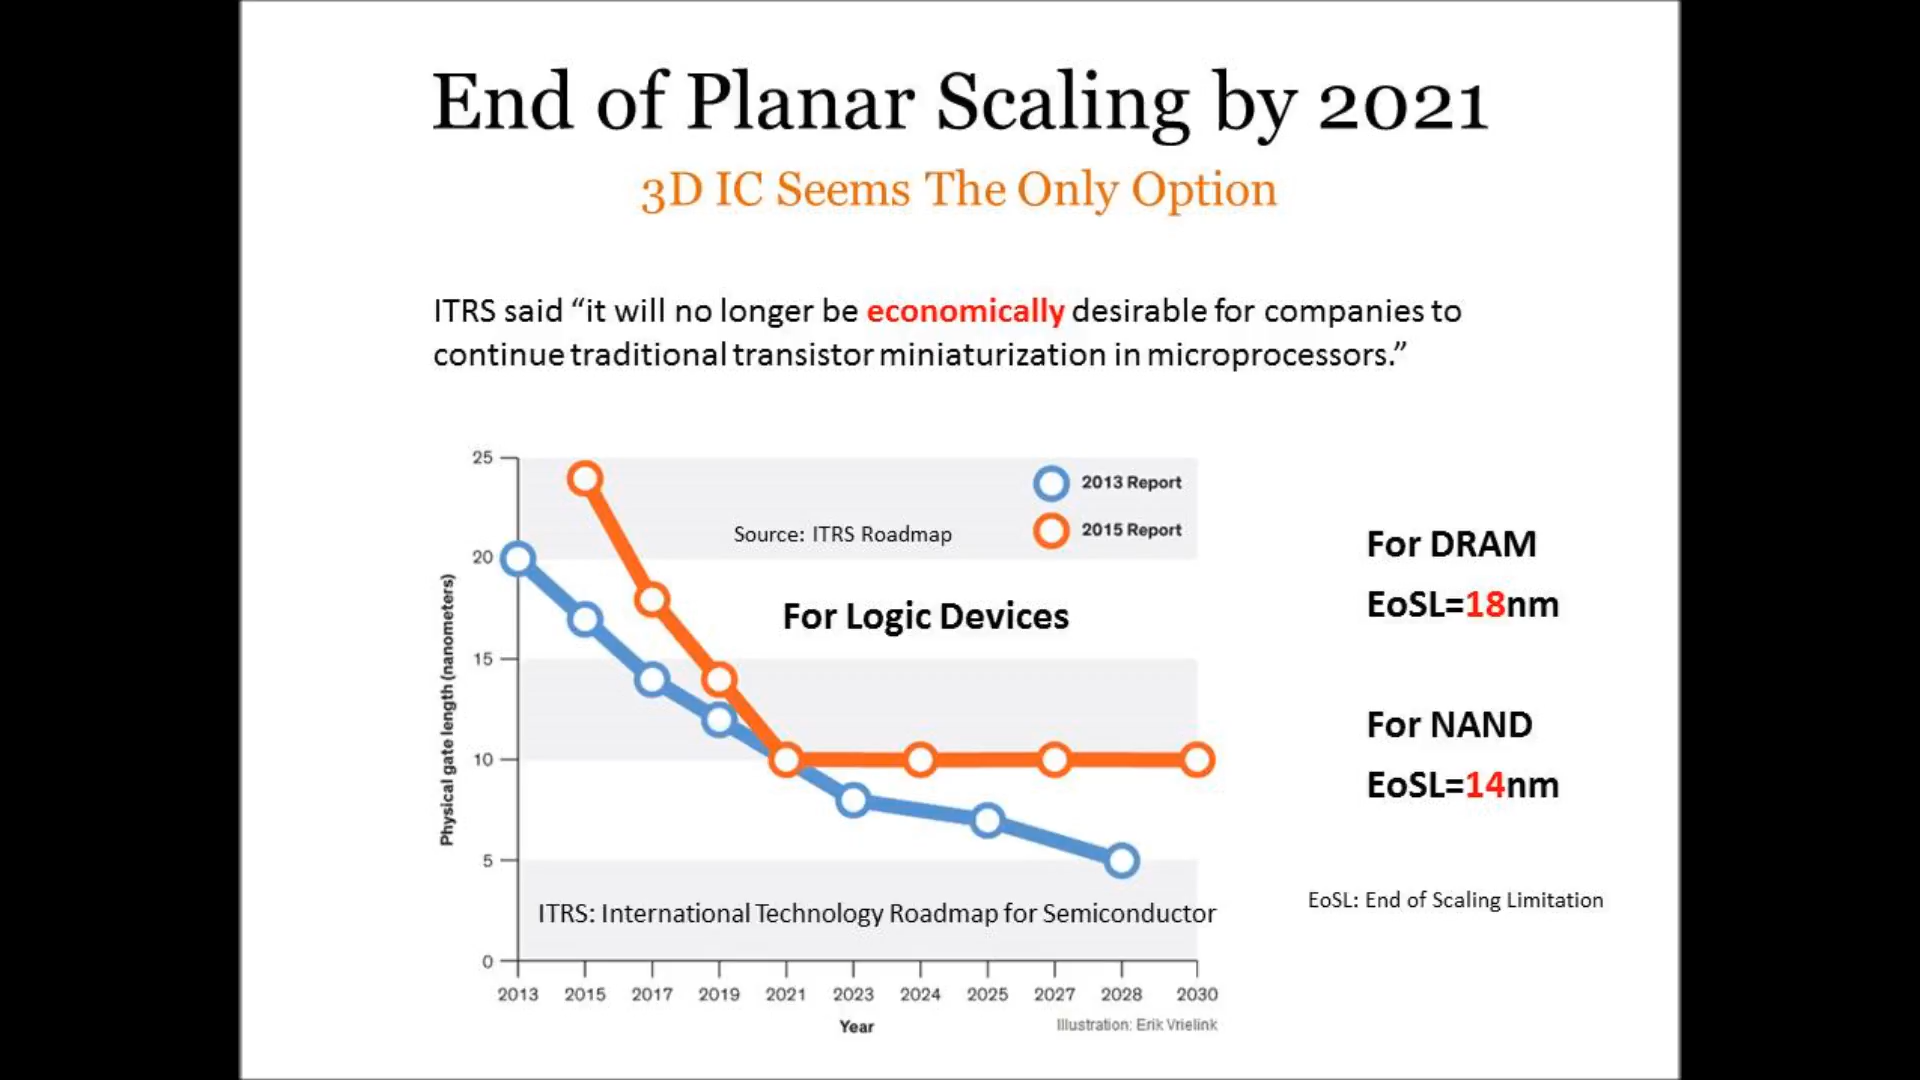 End of Planar Scaling by 2021
3D IC Seems The Only Option
ITRS said “it will no longer be economically desirable for companies to
continue traditional transistor miniaturization in microprocessors.”
25
20
15
10
5
0
Physical gate length (nanometers)
2013 Report
2015 Report
Source: ITRS Roadmap
For Logic Devices
ITRS: International Technology Roadmap for Semiconductor
2013 2015 2017 2019 2021 2023 2024 2025 2027 2028 2030
Year
Illustration: Erik Vrielink
For DRAM
EoSL=18nm
For NAND
EoSL=14nm
EoSL: End of Scaling Limitation